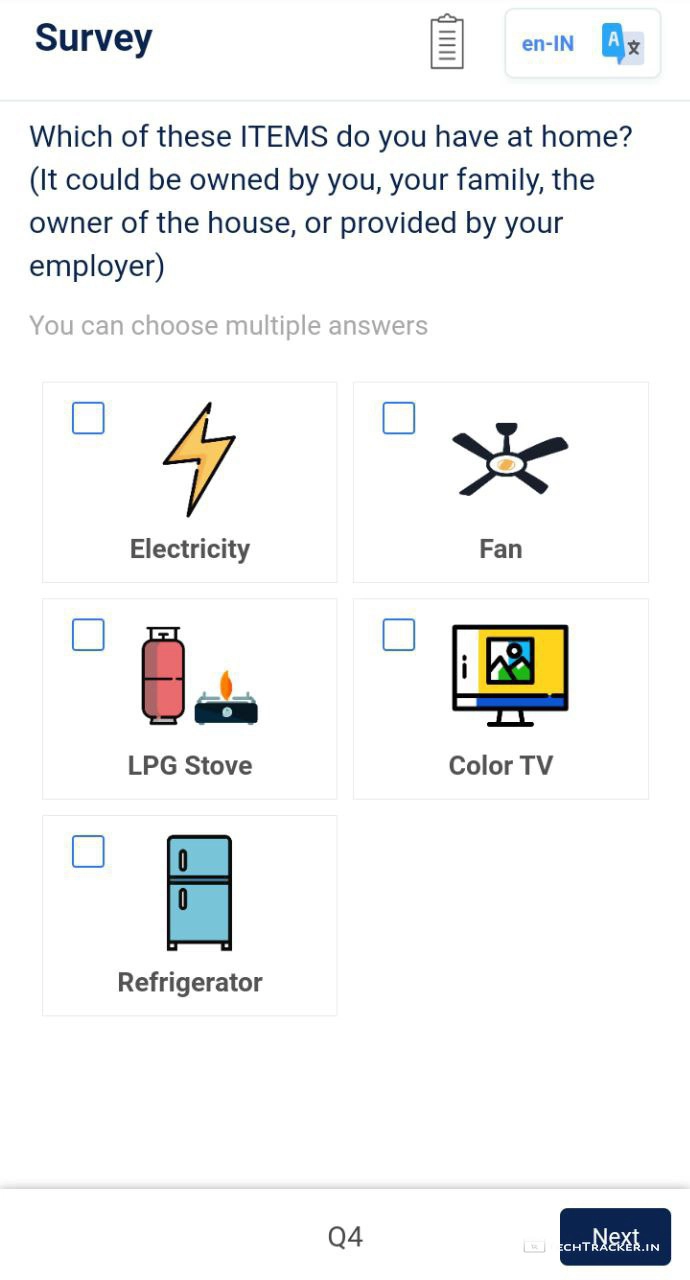 Survey
en-IN
A文
Which of these ITEMS do you have at home?
(It could be owned by you, your family, the
owner of the house, or provided by your
employer)
You can choose multiple answers
Electricity
Fan
LPG Stove
Color TV
Refrigerator
Q4
Next
ECHTRACKER.IN